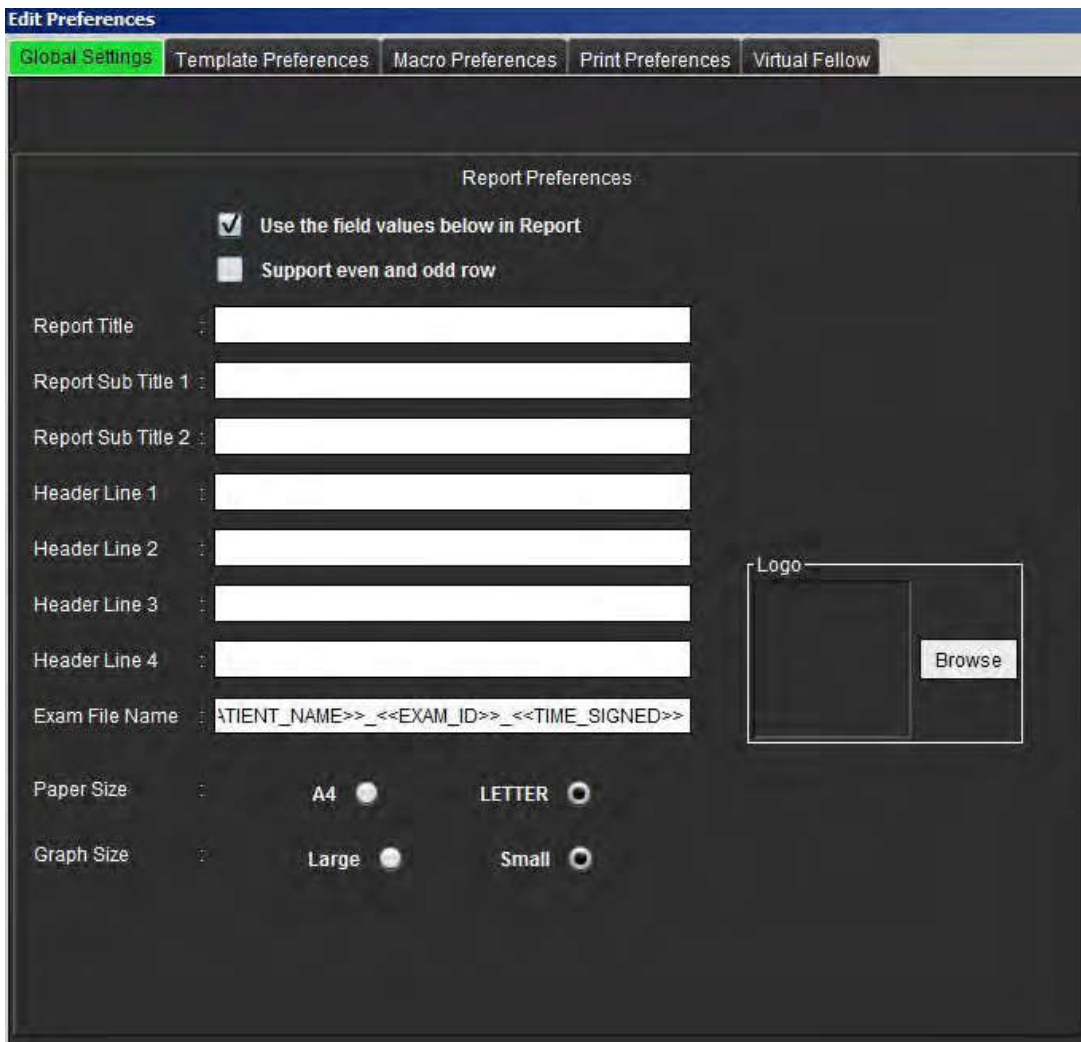 Edit Preferences
Global Settings Template Preferences Macro Preferences Print Preferences Virtual Fellow
Report Preferences
Use the field values below in Report
Support even and odd row
Report Title :
Report Sub Title 1 :
Report Sub Title 2 :
Header Line 1 :
Header Line 2 :
Header Line 3 :
Header Line 4 :
Exam File Name : ATIENT_NAME>>_<<EXAM_ID>>_<<TIME_SIGNED>>
Logo
Browse
Paper Size : A4 LETTER
Graph Size : Large Small